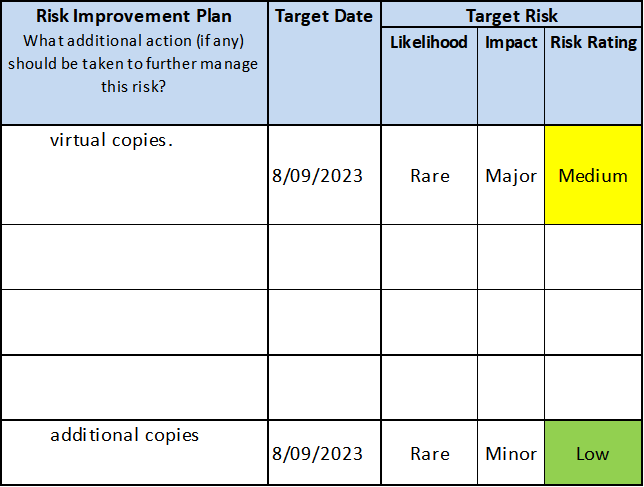 Risk Improvement Plan
What additional action (if any)
should be taken to further manage
this risk?
Target Date
Target Risk
Likelihood
Impact
Risk Rating
virtual copies.
8/09/2023
Rare
Major
Medium
additional copies
8/09/2023
Rare
Minor
Low